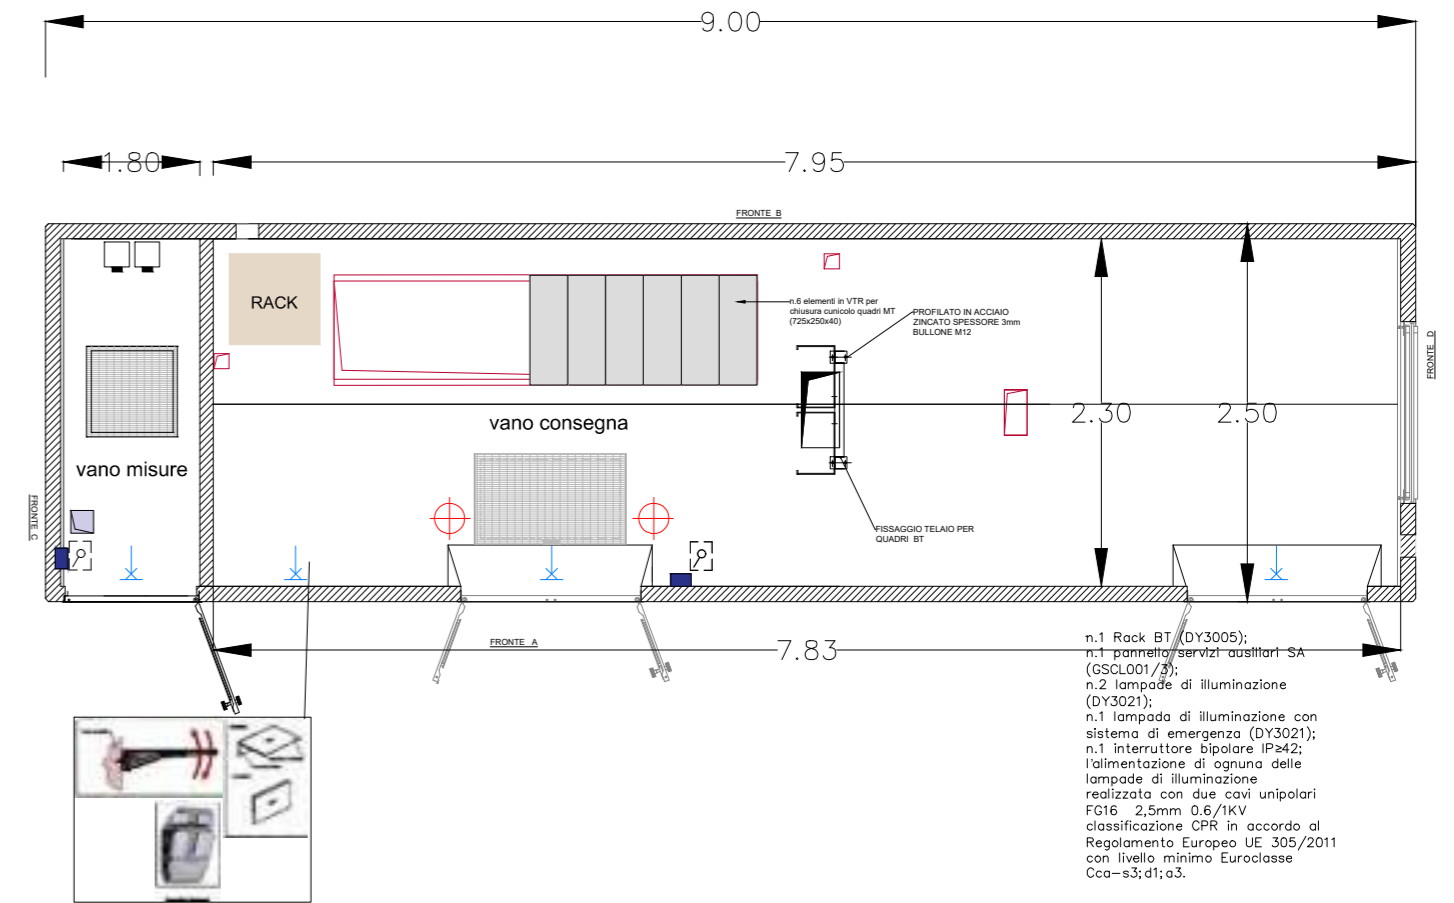 9.00
1.80
7.95
FRONTE B
RACK
n.6 elementi in VTR per
chiusura cunicolo quadri MT
(725x250x40)
PROFILATO IN ACCIAIO
ZINCATO SPESSORE 3mm
BULLONE M12
FRONTE D
2.30
2.50
vano consegna
vano misure
FRONTE C
FISSAGGIO TELAIO PER
QUADRI BT
FRONTE A
7.83
n.1 Rack BT (DY3005);
n.1 pannello servizi ausiliari SA
(GSCL001/3);
n.2 lampade di illuminazione
(DY3021);
n.1 lampada di illuminazione con
sistema di emergenza (DY3021);
n.1 interruttore bipolare IP≥42;
l'alimentazione di ognuna delle
lampade di illuminazione
realizzata con due cavi unipolari
FG16 2,5mm 0.6/1KV
classificazione CPR in accordo al
Regolamento Europeo UE 305/2011
con livello minimo Euroclasse
Cca-s3;d1;a3.